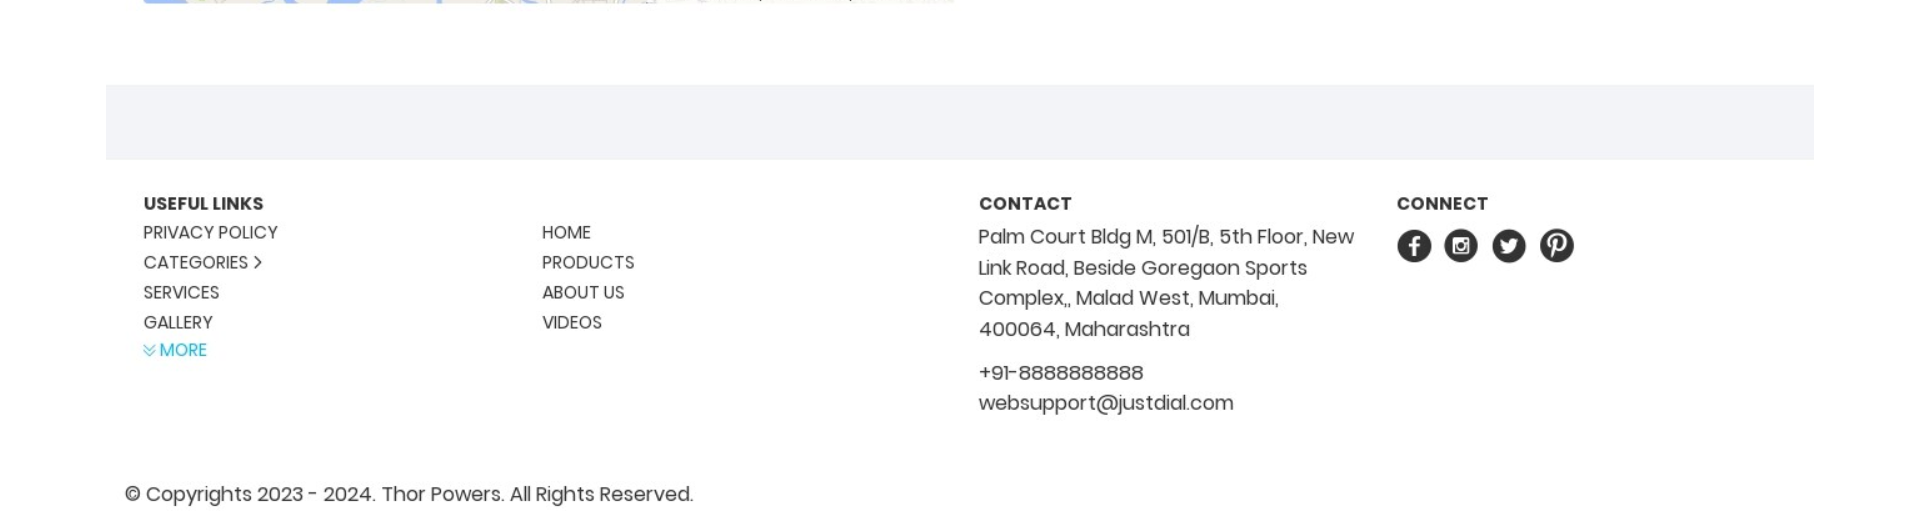 USEFUL LINKS
PRIVACY POLICY
CATEGORIES >
SERVICES
GALLERY
MORE
HOME
PRODUCTS
ABOUT US
VIDEOS
CONTACT
Palm Court Bldg M, 501/B, 5th Floor, New
Link Road, Beside Goregaon Sports
Complex,, Malad West, Mumbai,
400064, Maharashtra
+91-8888888888
websupport@justdial.com
CONNECT
© Copyrights 2023 - 2024. Thor Powers. All Rights Reserved.